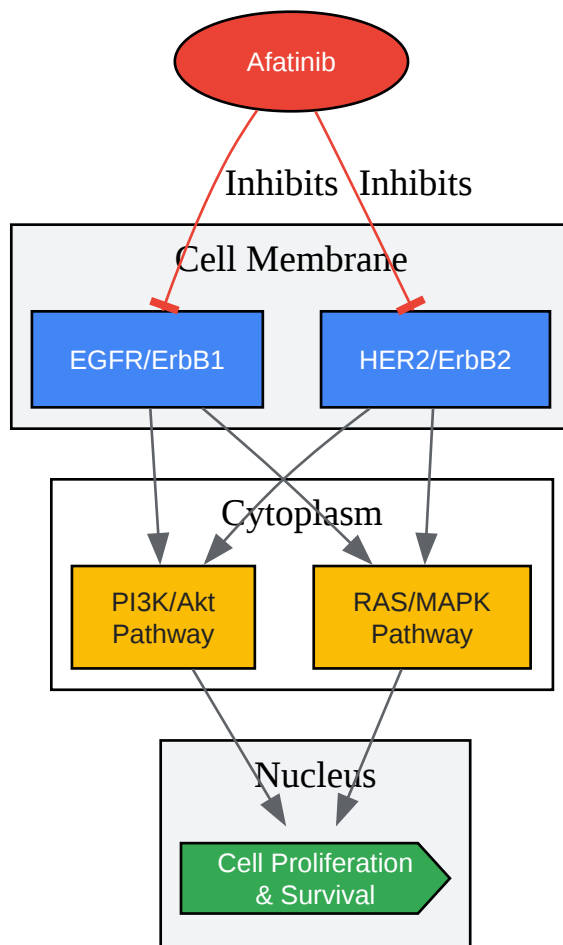 Afatinib
Inhibits Inhibits
Cell Membrane
EGFR/ErbB1
HER2/ErbB2
Cytoplasm
PI3K/Akt
Pathway
RAS/MAPK
Pathway
Nucleus
Cell Proliferation
& Survival